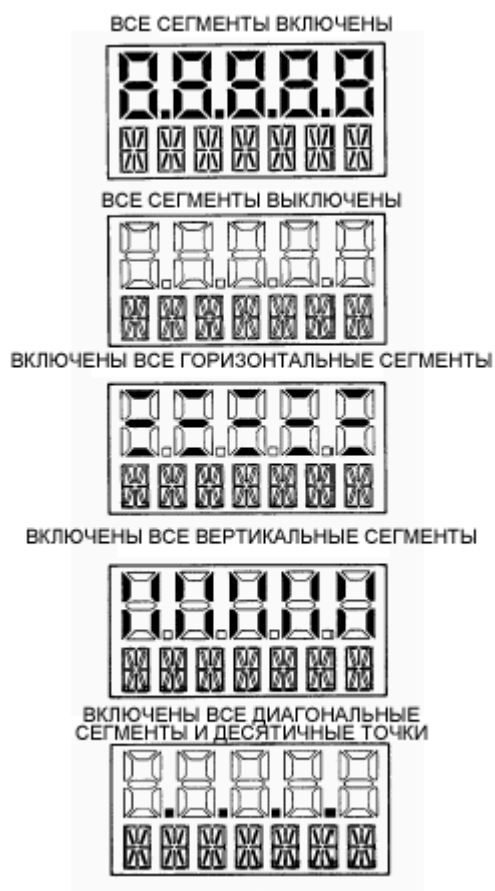 ВСЕ СЕГМЕНТЫ ВКЛЮЧЕНЫ
ВСЕ СЕГМЕНТЫ ВЫКЛЮЧЕНЫ
ВКЛЮЧЕНЫ ВСЕ ГОРИЗОНТАЛЬНЫЕ СЕГМЕНТЫ
ВКЛЮЧЕНЫ ВСЕ ВЕРТИКАЛЬНЫЕ СЕГМЕНТЫ
ВКЛЮЧЕНЫ ВСЕ ДИАГОНАЛЬНЫЕ
СЕГМЕНТЫ И ДЕСЯТИЧНЫЕ ТОЧКИ